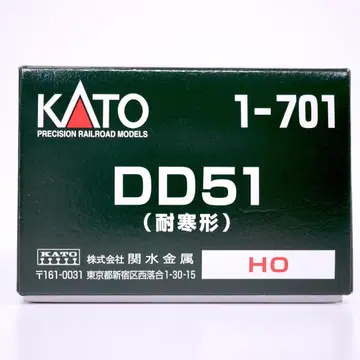 KATO 1-701
PRECISION RAILROAD MODELS
DD51
(耐寒形)
KATO 株式会社 関水金属 HO
〒161-0031 東京都新宿区西落合1-30-15